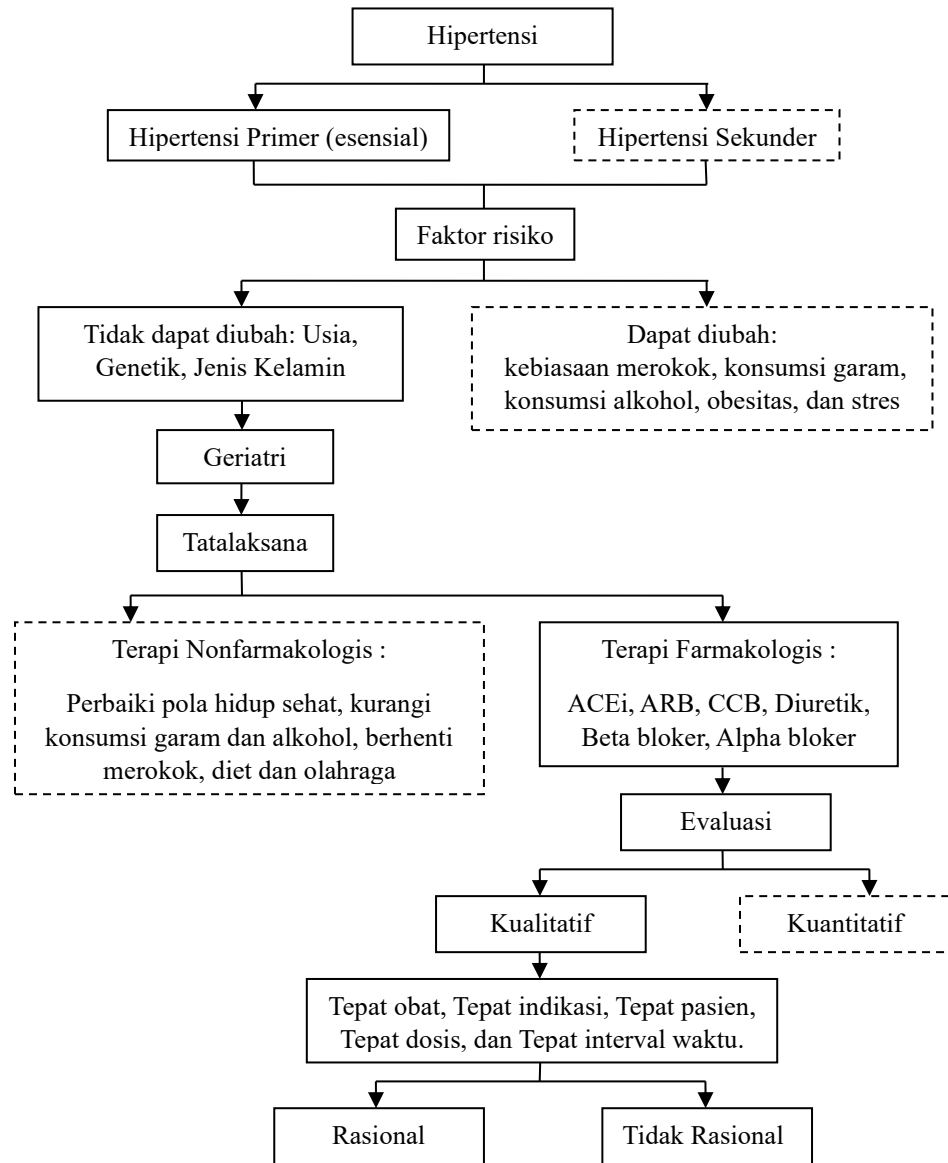 Hipertensi
Hipertensi Primer (esensial)
Hipertensi Sekunder
Faktor risiko
Tidak dapat diubah: Usia,
Genetik, Jenis Kelamin
Dapat diubah:
kebiasaan merokok, konsumsi garam,
konsumsi alkohol, obesitas, dan stres
Geriatri
Tatalaksana
Terapi Nonfarmakologis :
Perbaiki pola hidup sehat, kurangi
konsumsi garam dan alkohol, berhenti
merokok, diet dan olahraga
Terapi Farmakologis :
ACEi, ARB, CCB, Diuretik,
Beta bloker, Alpha bloker
Evaluasi
Kualitatif
Kuantitatif
Tepat obat, Tepat indikasi, Tepat pasien,
Tepat dosis, dan Tepat interval waktu.
Rasional
Tidak Rasional